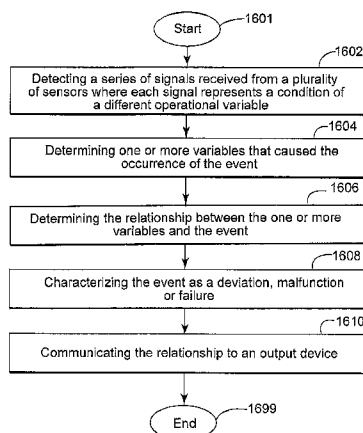 1601
Start
1602
Detecting a series of signals received from a plurality
of sensors where each signal represents a condition of
a different operational variable
1604
Determining one or more variables that caused the
occurrence of the event
1606
Determining the relationship between the one or more
variables and the event
1608
Characterizing the event as a deviation, malfunction
or failure
1610
Communicating the relationship to an output device
End
1699